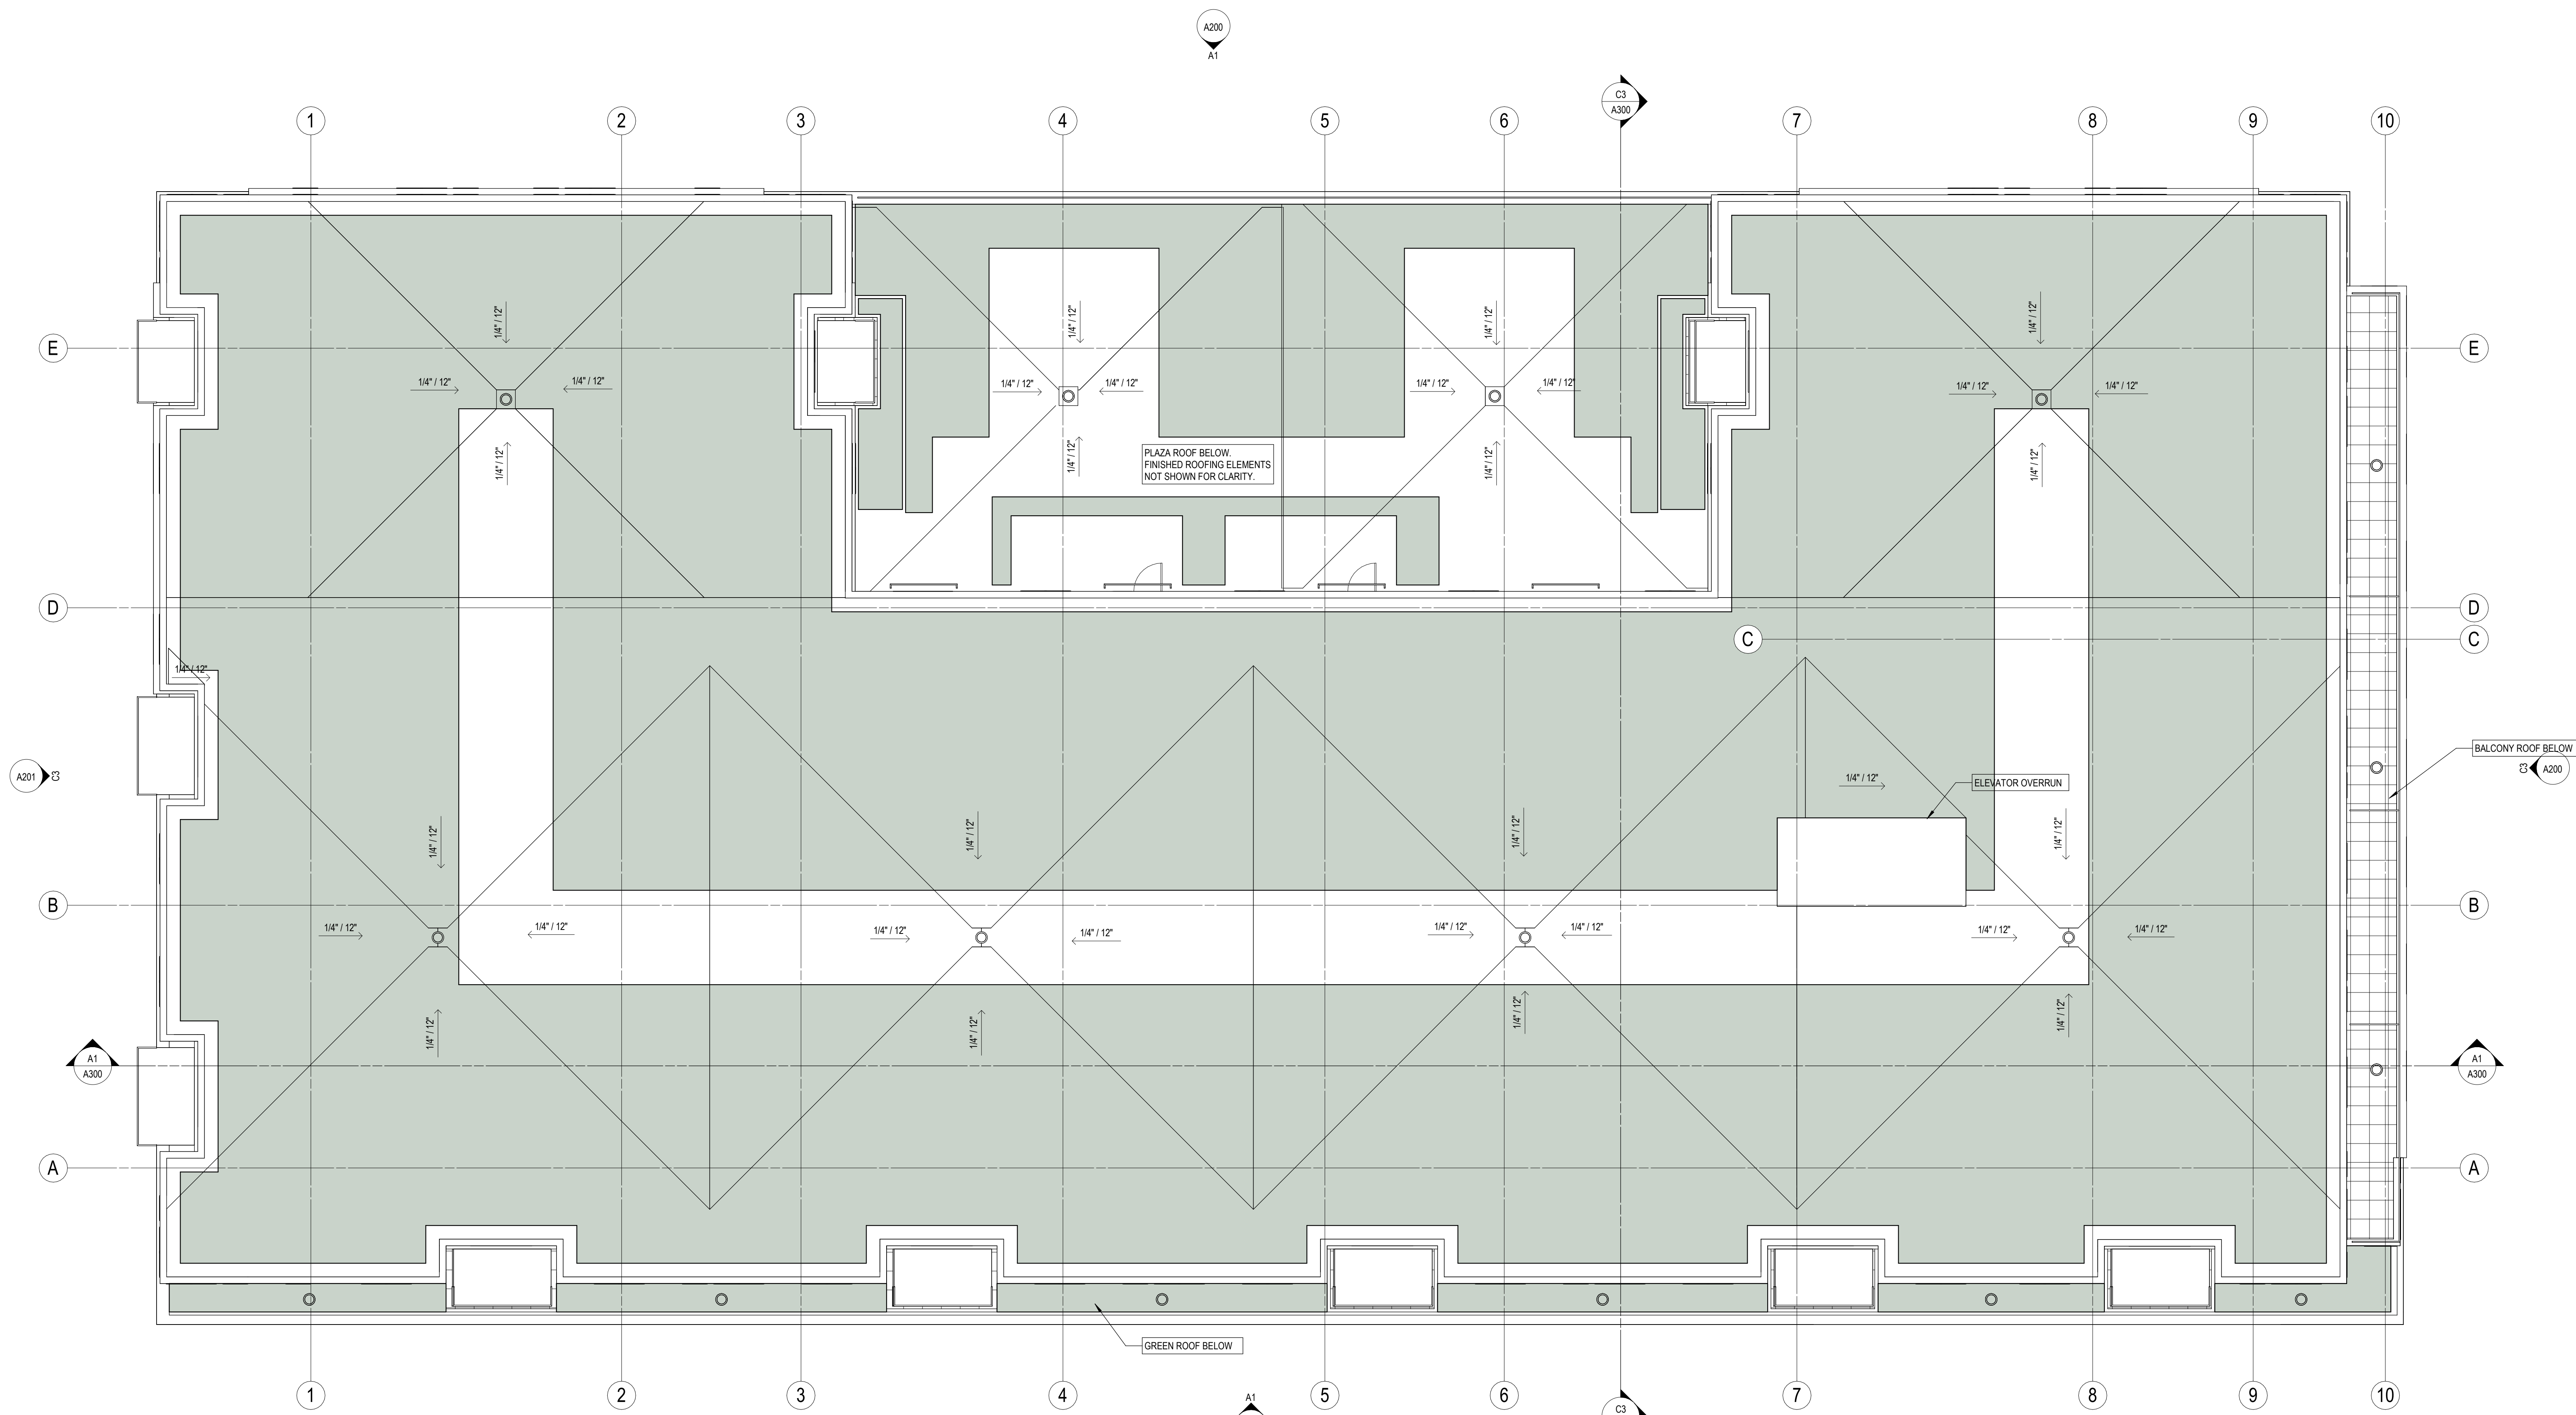 A200
A1
C3
A300
1 2 3 4 5 6 7 8 9 10
1/4" / 12" 1/4" / 12" 1/4" / 12" 1/4" / 12"
E E
1/4" / 12" 1/4" / 12" 1/4" / 12" 1/4" / 12" 1/4" / 12" 1/4" / 12" 1/4" / 12" 1/4" / 12"
1/4" / 12" 1/4" / 12" 1/4" / 12" 1/4" / 12"
PLAZA ROOF BELOW.
FINISHED ROOFING ELEMENTS
NOT SHOWN FOR CLARITY.
D D
C C
1/4" / 12"
BALCONY ROOF BELOW
A201 C3
C3 A200
1/4" / 12"
ELEVATOR OVERRUN
1/4" / 12" 1/4" / 12" 1/4" / 12" 1/4" / 12"
B B
1/4" / 12" 1/4" / 12" 1/4" / 12" 1/4" / 12" 1/4" / 12" 1/4" / 12" 1/4" / 12" 1/4" / 12"
1/4" / 12" 1/4" / 12" 1/4" / 12" 1/4" / 12"
A1
A300
A1
A300
A A
GREEN ROOF BELOW
1 2 3 4 5 6 7 8 9 10
A1
C3